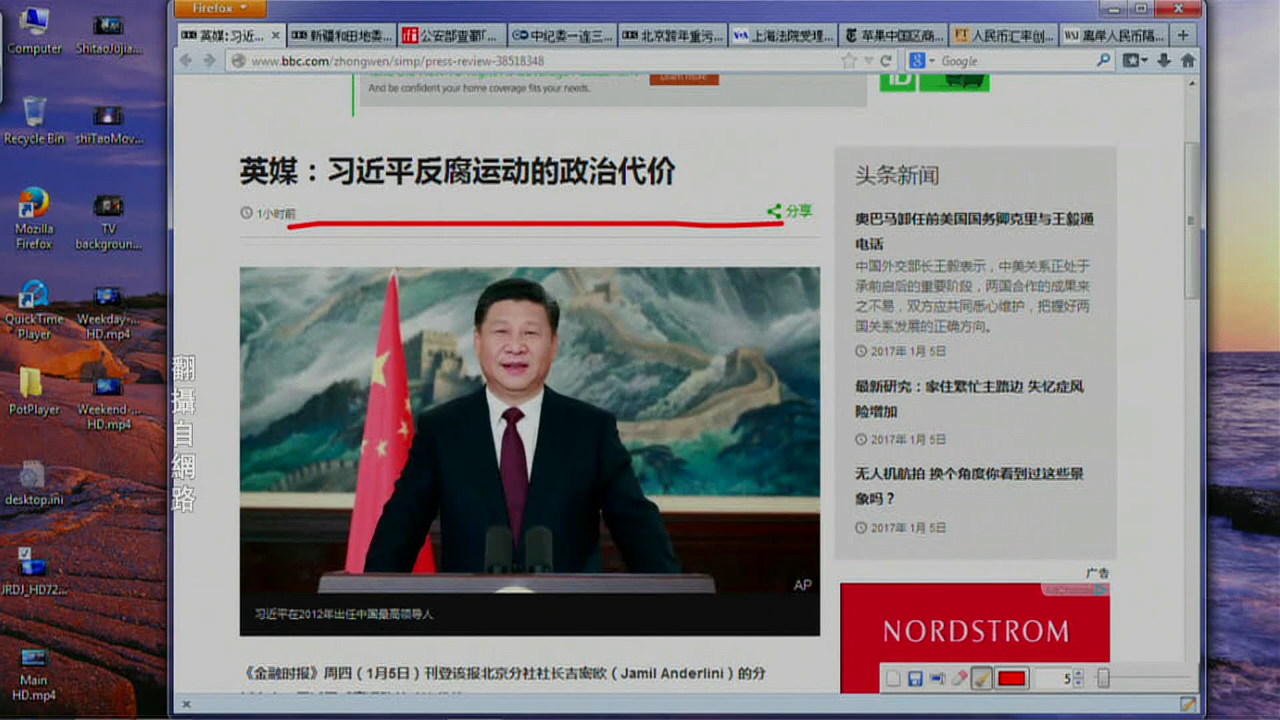 Firefox
英媒:习近...
新疆和田地委...
rfi 公安部查翻「...
中纪委一连三...
北京跨年重污...
VOA 上海法院受理...
苹果中国区商...
FT 人民币汇率创...
WSJ 离岸人民币隔...
www.bbc.com/zhongwen/simp/press-review-38518348
Google
And be confident your home coverage fits your needs.
Learn more
英媒：习近平反腐运动的政治代价
1小时前
分享
AP
习近平在2012年出任中国最高领导人
《金融时报》周四（1月5日）刊登该报北京分社社长吉密欧（Jamil Anderlini）的分
头条新闻
奥巴马卸任前美国国务卿克里与王毅通
电话
中国外交部长王毅表示，中美关系正处于
承前启后的重要阶段，两国合作的成果来
之不易，双方应共同悉心维护，把握好两
国关系发展的正确方向。
2017年 1月 5日
最新研究：家住繁忙主路边 失忆症风
险增加
2017年 1月 5日
无人机航拍 换个角度你看到过这些景
象吗？
2017年 1月 5日
广告
NORDSTROM
5
翻攝自網路
Computer
ShitaoJujia...
Recycle Bin
shiTaoMov...
Mozilla
Firefox
TV
backgroun...
QuickTime
Player
Weekday-...
HD.mp4
PotPlayer
Weekend-...
HD.mp4
desktop.ini
JRDJ_HD72...
Main
HD.mp4